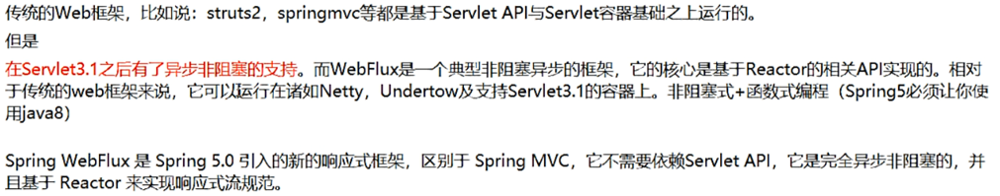 传统的Web框架，比如说：struts2，springmvc等都是基于Servlet API与Servlet容器基础之上运行的。
但是
在Servlet3.1之后有了异步非阻塞的支持。而WebFlux是一个典型非阻塞异步的框架，它的核心是基于Reactor的相关API实现的。相对
于传统的web框架来说，它可以运行在诸如Netty，Undertow及支持Servlet3.1的容器上。非阻塞式+函数式编程（Spring5必须让你使
用java8）
Spring WebFlux 是 Spring 5.0 引入的新的响应式框架，区别于 Spring MVC，它不需要依赖Servlet API，它是完全异步非阻塞的，并
且基于 Reactor 来实现响应式流规范。